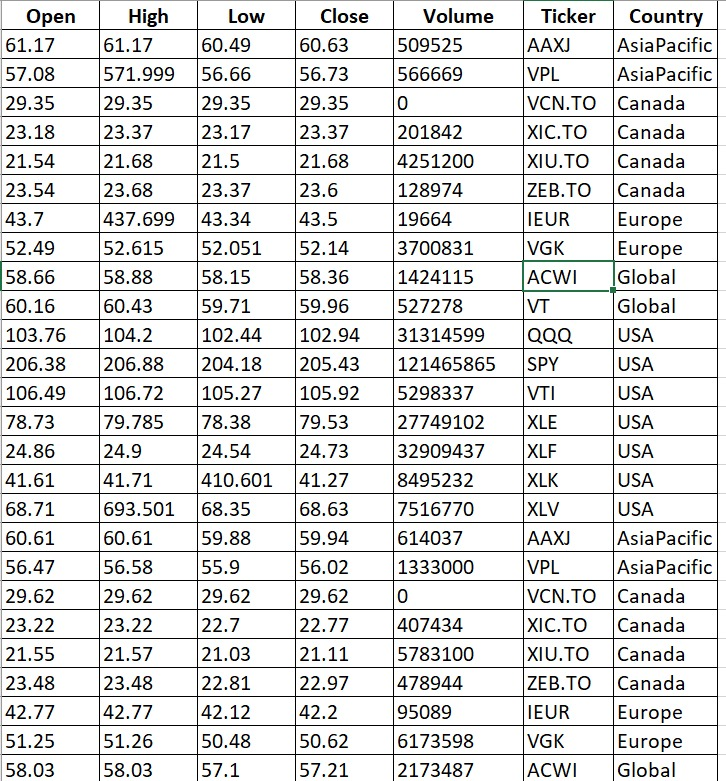 Open High Low Close Volume Ticker Country
61.17 61.17 60.49 60.63 509525 AAXJ AsiaPacific
57.08 571.999 56.66 56.73 566669 VPL AsiaPacific
29.35 29.35 29.35 29.35 0 VCN.TO Canada
23.18 23.37 23.17 23.37 201842 XIC.TO Canada
21.54 21.68 21.5 21.68 4251200 XIU.TO Canada
23.54 23.68 23.37 23.6 128974 ZEB.TO Canada
43.7 437.699 43.34 43.5 19664 IEUR Europe
52.49 52.615 52.051 52.14 3700831 VGK Europe
58.66 58.88 58.15 58.36 1424115 ACWI Global
60.16 60.43 59.71 59.96 527278 VT Global
103.76 104.2 102.44 102.94 31314599 QQQ USA
206.38 206.88 204.18 205.43 121465865 SPY USA
106.49 106.72 105.27 105.92 5298337 VTI USA
78.73 79.785 78.38 79.53 27749102 XLE USA
24.86 24.9 24.54 24.73 32909437 XLF USA
41.61 41.71 410.601 41.27 8495232 XLK USA
68.71 693.501 68.35 68.63 7516770 XLV USA
60.61 60.61 59.88 59.94 614037 AAXJ AsiaPacific
56.47 56.58 55.9 56.02 1333000 VPL AsiaPacific
29.62 29.62 29.62 29.62 0 VCN.TO Canada
23.22 23.22 22.7 22.77 407434 XIC.TO Canada
21.55 21.57 21.03 21.11 5783100 XIU.TO Canada
23.48 23.48 22.81 22.97 478944 ZEB.TO Canada
42.77 42.77 42.12 42.2 95089 IEUR Europe
51.25 51.26 50.48 50.62 6173598 VGK Europe
58.03 58.03 57.1 57.21 2173487 ACWI Global